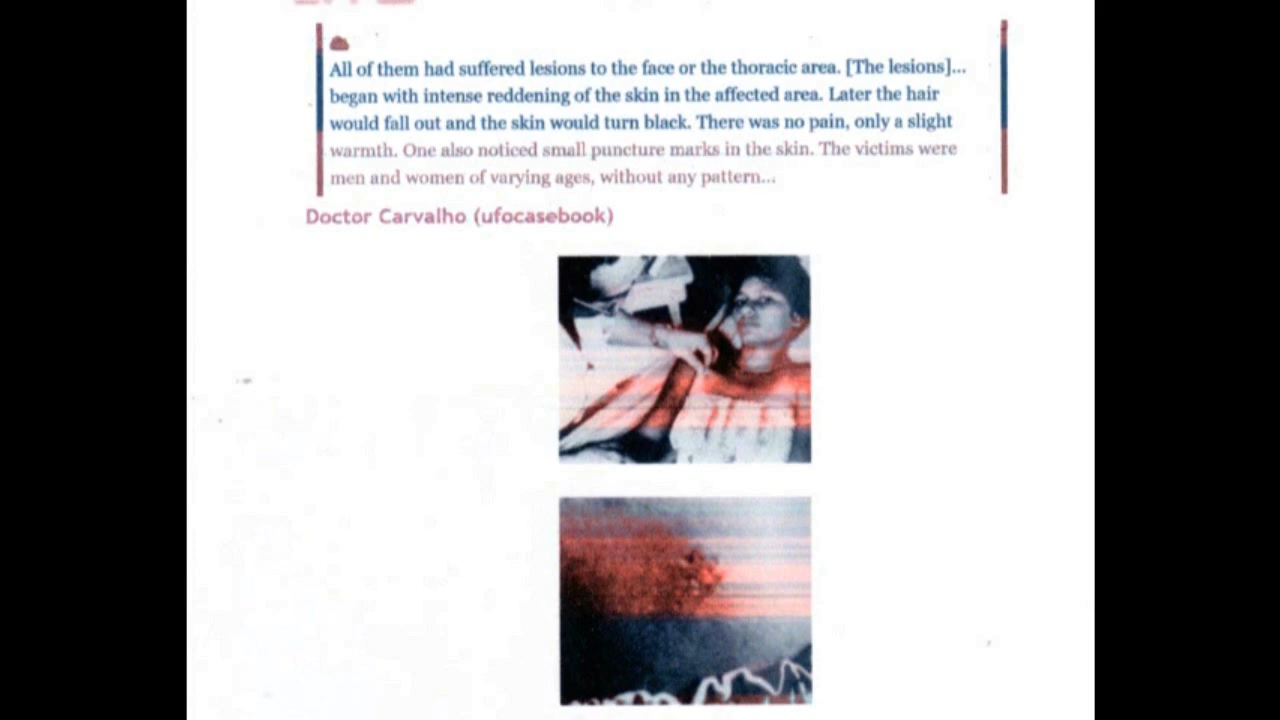 All of them had suffered lesions to the face or the thoracic area. [The lesions]...
began with intense reddening of the skin in the affected area. Later the hair
would fall out and the skin would turn black. There was no pain, only a slight
warmth. One also noticed small puncture marks in the skin. The victims were
men and women of varying ages, without any pattern...
Doctor Carvalho (ufocasebook)